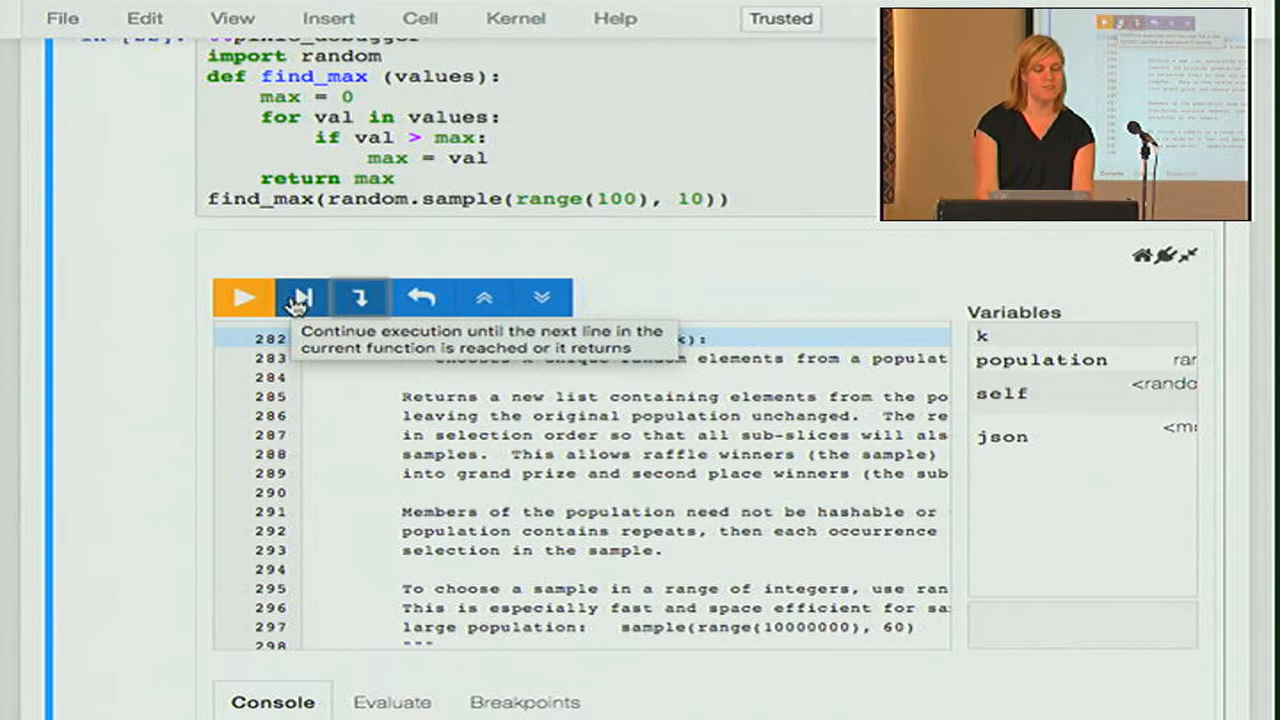 File Edit View Insert Cell Kernel Help Trusted
import random
def find_max (values):
max = 0
for val in values:
if val > max:
max = val
return max
find_max(random.sample(range(100), 10))
Continue execution until the next line in the
current function is reached or it returns
Variables
282 k):
283 elements from a populat
284
285 Returns a new list containing elements from the po
286 leaving the original population unchanged. The re
287 in selection order so that all sub-slices will als
288 samples. This allows raffle winners (the sample)
289 into grand prize and second place winners (the sub
290
291 Members of the population need not be hashable or
292 population contains repeats, then each occurrence
293 selection in the sample.
294
295 To choose a sample in a range of integers, use ran
296 This is especially fast and space efficient for sa
297 large population: sample(range(10000000), 60)
298 """
k
population ran
self <rando
json <mo
Console Evaluate Breakpoints